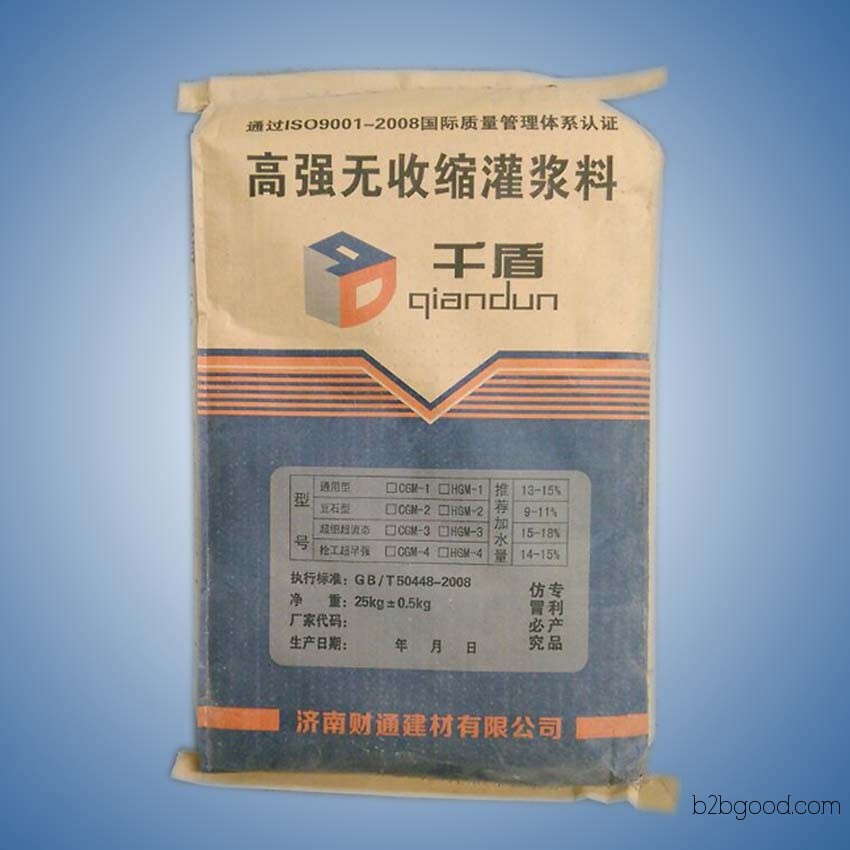 通过ISO9001-2008国际质量管理体系认证
高强无收缩灌浆料
千盾
qiandun
型号
通用型 □CGM-1 □HGM-1
豆石型 □CGM-2 □HGM-2
超细超流态 □CGM-3 □HGM-3
抢工超早强 □CGM-4 □HGM-4
推荐加水量
13-15%
9-11%
15-18%
14-15%
执行标准：GB/T50448-2008
净 重：25kg±0.5kg
厂家代码：
生产日期： 年 月 日
专利产品
仿冒必究
济南财通建材有限公司
b2bgood.com